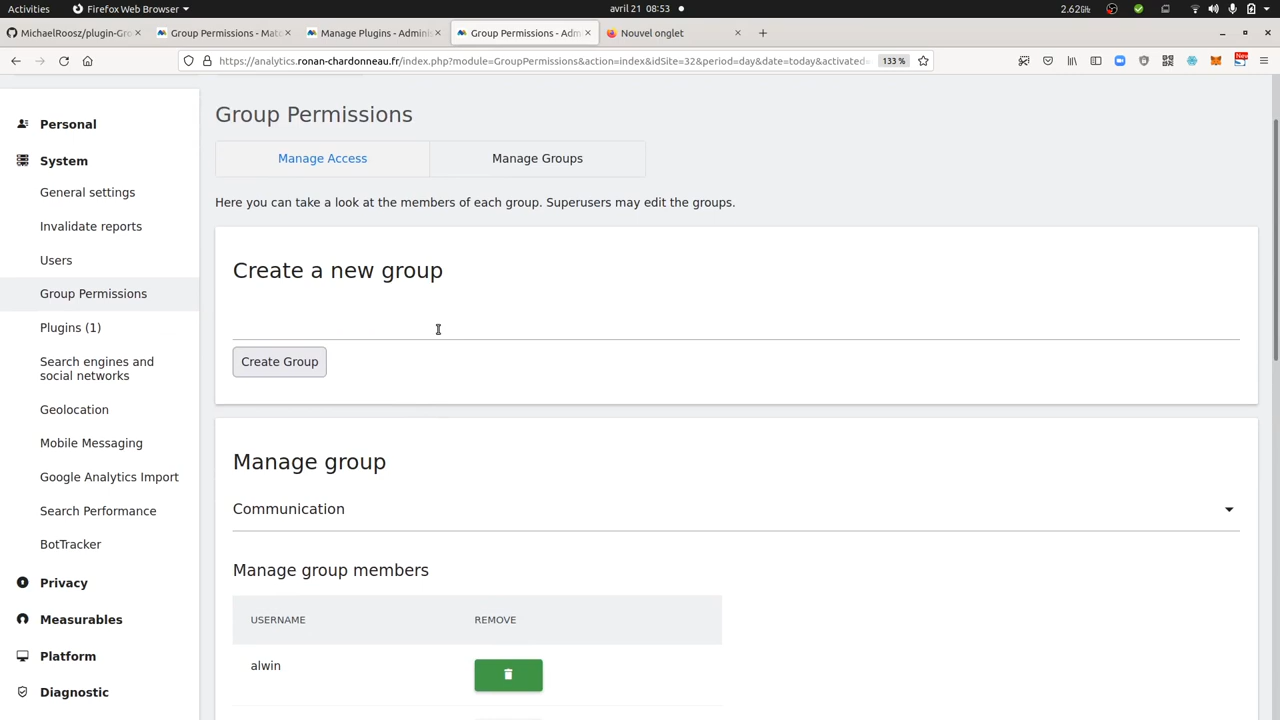 Activities
Firefox Web Browser
avril 21 08:53
2.62GHz
MichaelRoosz/plugin-Gro
Group Permissions - Mato
Manage Plugins - Adminis
Group Permissions - Adm
Nouvel onglet
https://analytics.ronan-chardonneau.fr/index.php?module=GroupPermissions&action=index&idSite=32&period=day&date=today&activated=
133 %
New
Personal
System
General settings
Invalidate reports
Users
Group Permissions
Plugins (1)
Search engines and
social networks
Geolocation
Mobile Messaging
Google Analytics Import
Search Performance
BotTracker
Privacy
Measurables
Platform
Diagnostic
Group Permissions
Manage Access
Manage Groups
Here you can take a look at the members of each group. Superusers may edit the groups.
Create a new group
Create Group
Manage group
Communication
Manage group members
USERNAME REMOVE
alwin